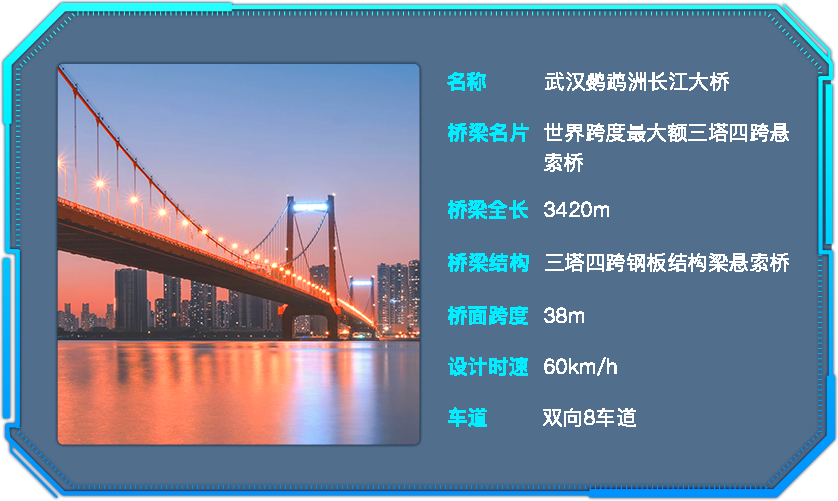 名称 武汉鹦鹉洲长江大桥
桥梁名片 世界跨度最大额三塔四跨悬
索桥
桥梁全长 3420m
桥梁结构 三塔四跨钢板结构梁悬索桥
桥面跨度 38m
设计时速 60km/h
车道 双向8车道